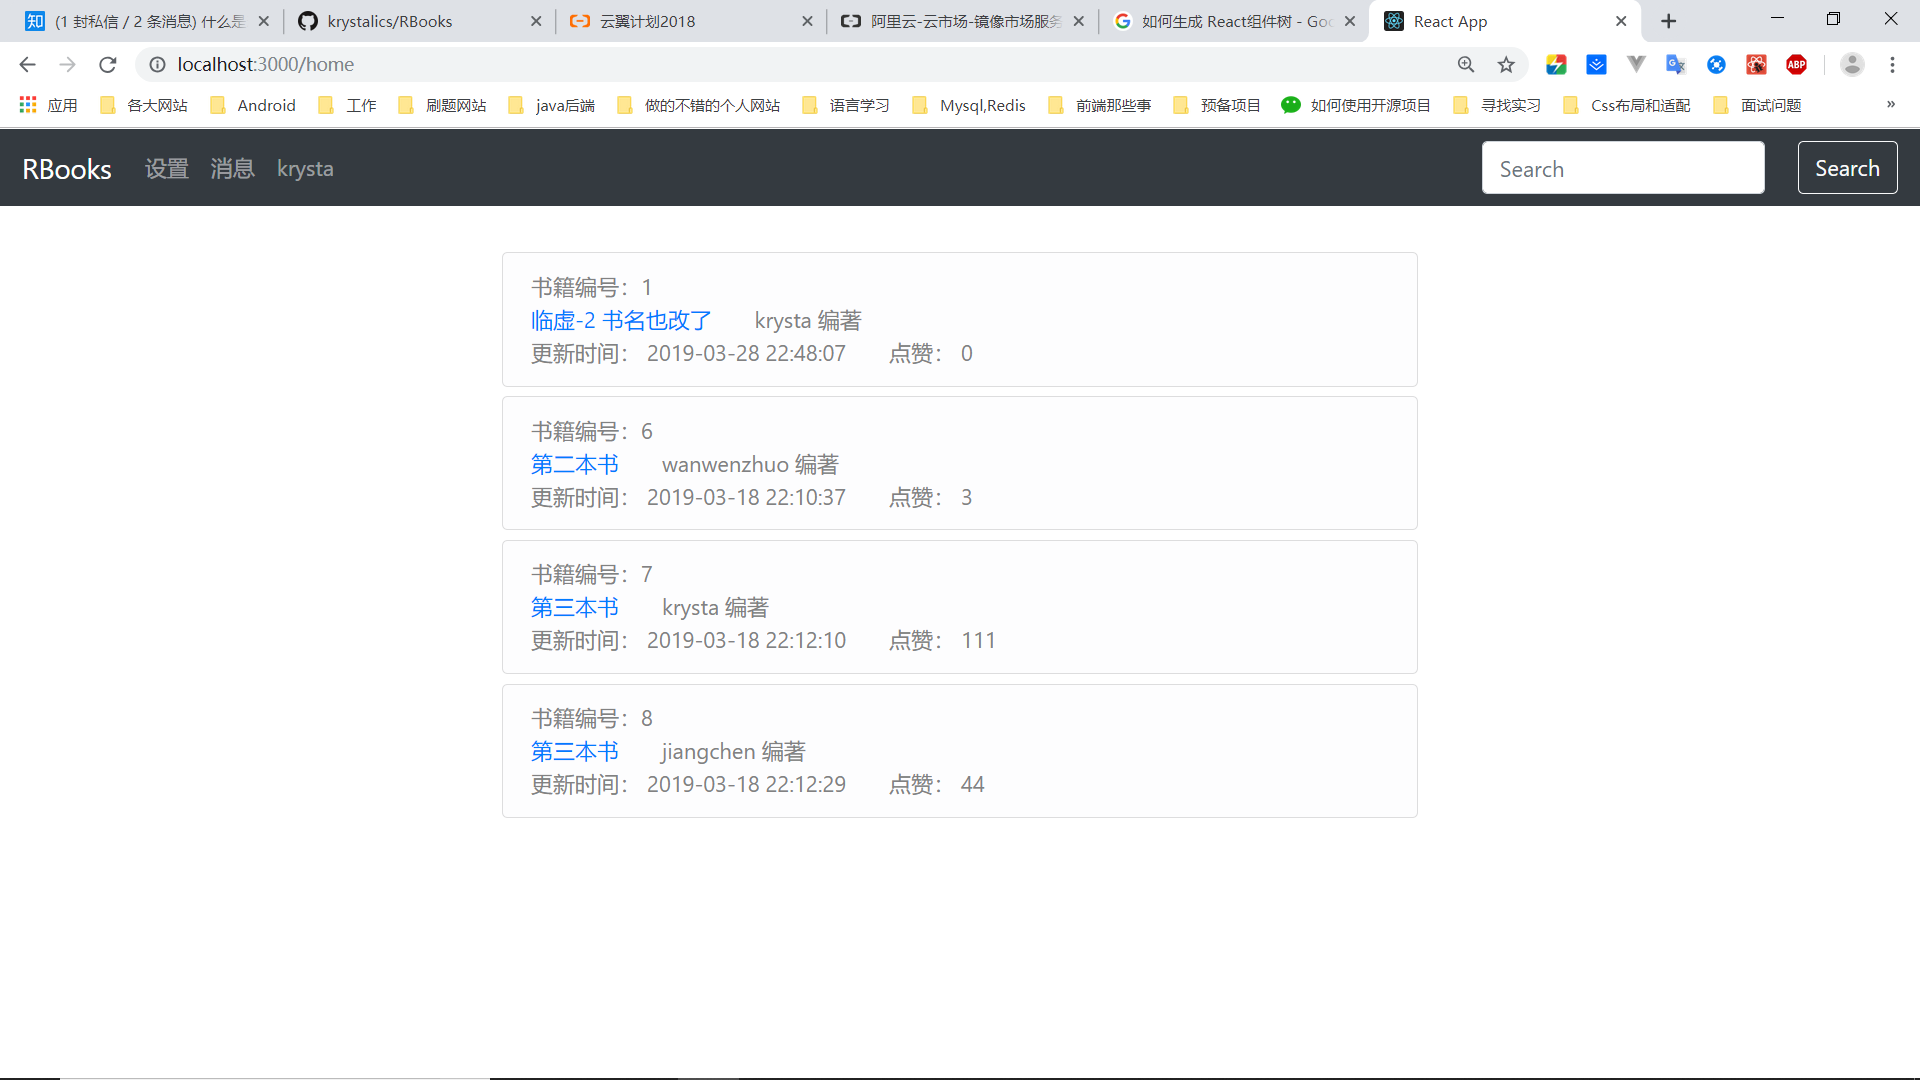 (1 封私信 / 2 条消息) 什么是
krystalics/RBooks
云翼计划2018
阿里云-云市场-镜像市场服务
如何生成 React组件树 - Goo
React App
localhost:3000/home
应用
各大网站
Android
工作
刷题网站
java后端
做的不错的个人网站
语言学习
Mysql,Redis
前端那些事
预备项目
如何使用开源项目
寻找实习
Css布局和适配
面试问题
»
RBooks 设置 消息 krysta
Search
Search
书籍编号：1
临虚-2 书名也改了 krysta 编著
更新时间： 2019-03-28 22:48:07 点赞： 0
书籍编号：6
第二本书 wanwenzhuo 编著
更新时间： 2019-03-18 22:10:37 点赞： 3
书籍编号：7
第三本书 krysta 编著
更新时间： 2019-03-18 22:12:10 点赞： 111
书籍编号：8
第三本书 jiangchen 编著
更新时间： 2019-03-18 22:12:29 点赞： 44